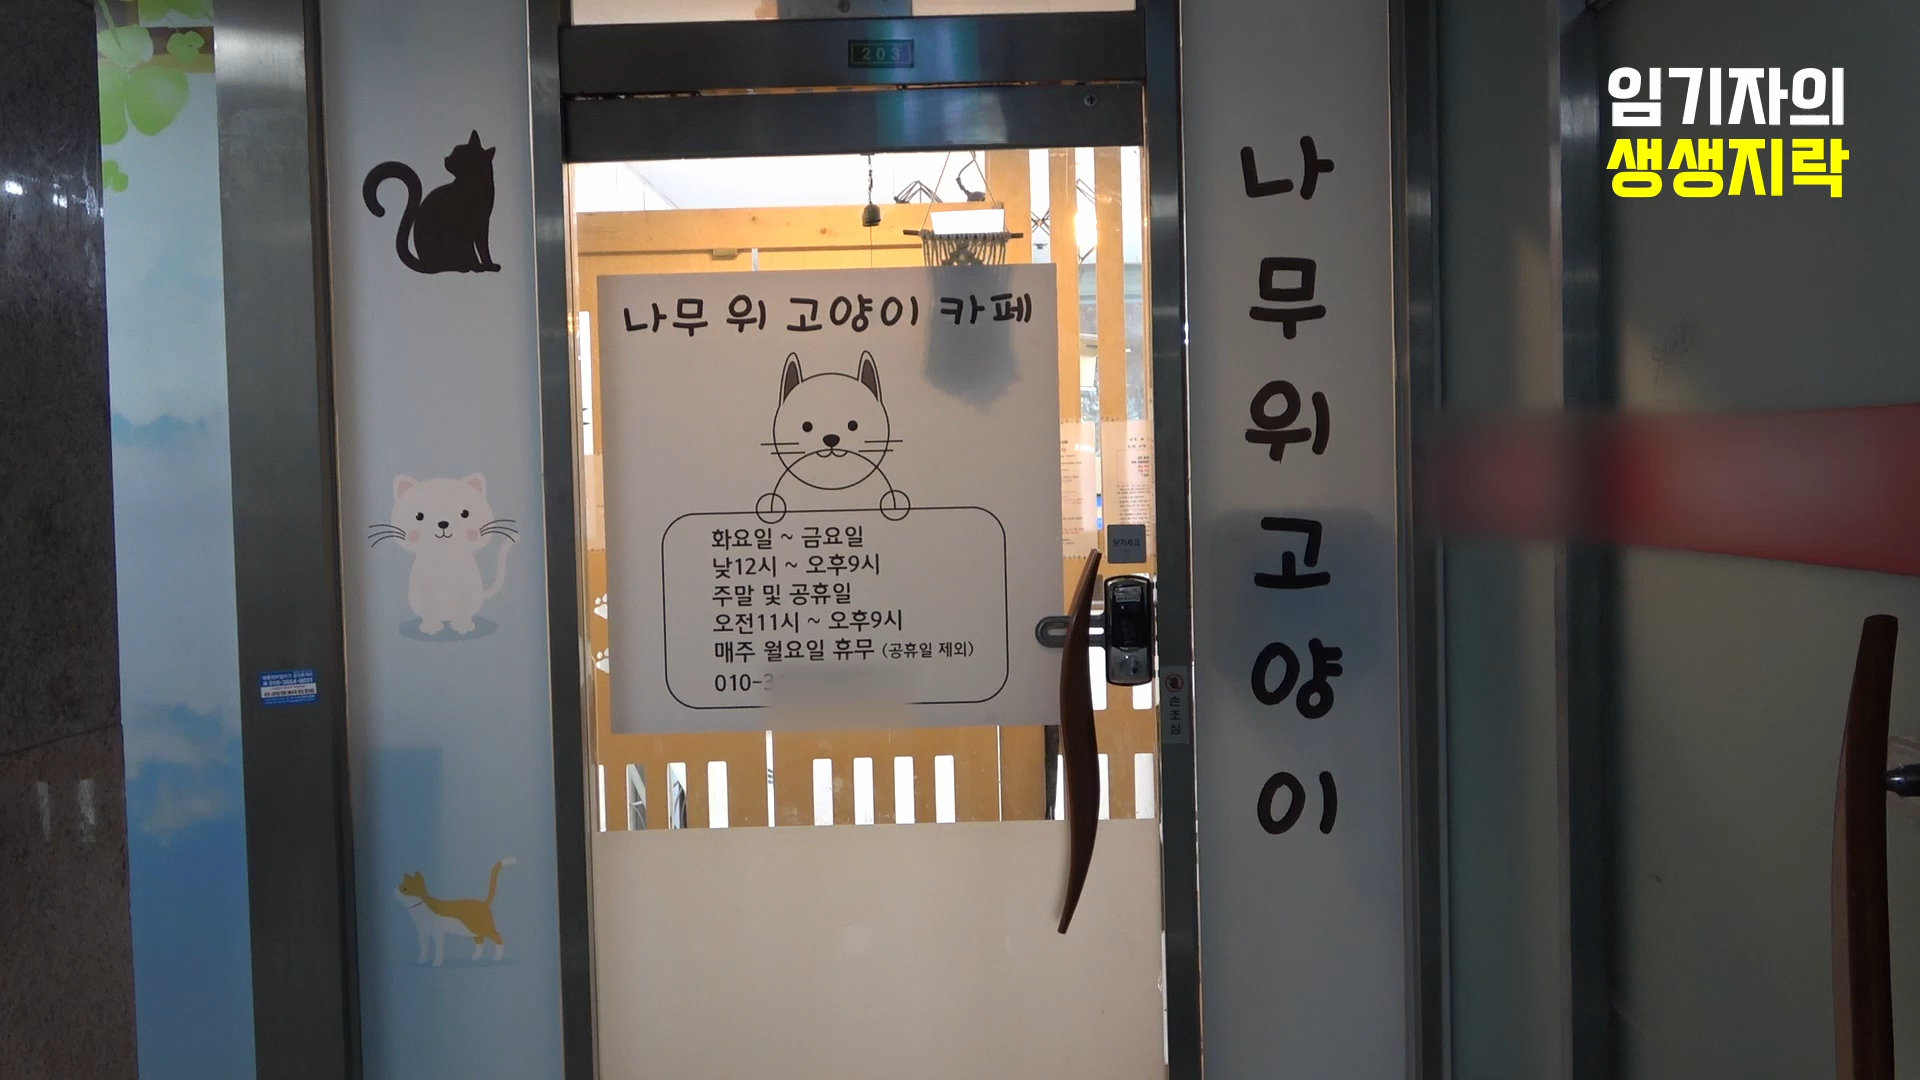 203
임기자의
생생지락
나무 위 고양이 카페
화요일 ~ 금요일
낮12시 ~ 오후9시
주말 및 공휴일
오전11시 ~ 오후9시
매주 월요일 휴무 (공휴일 제외)
010-3
나무위고양이
손조심